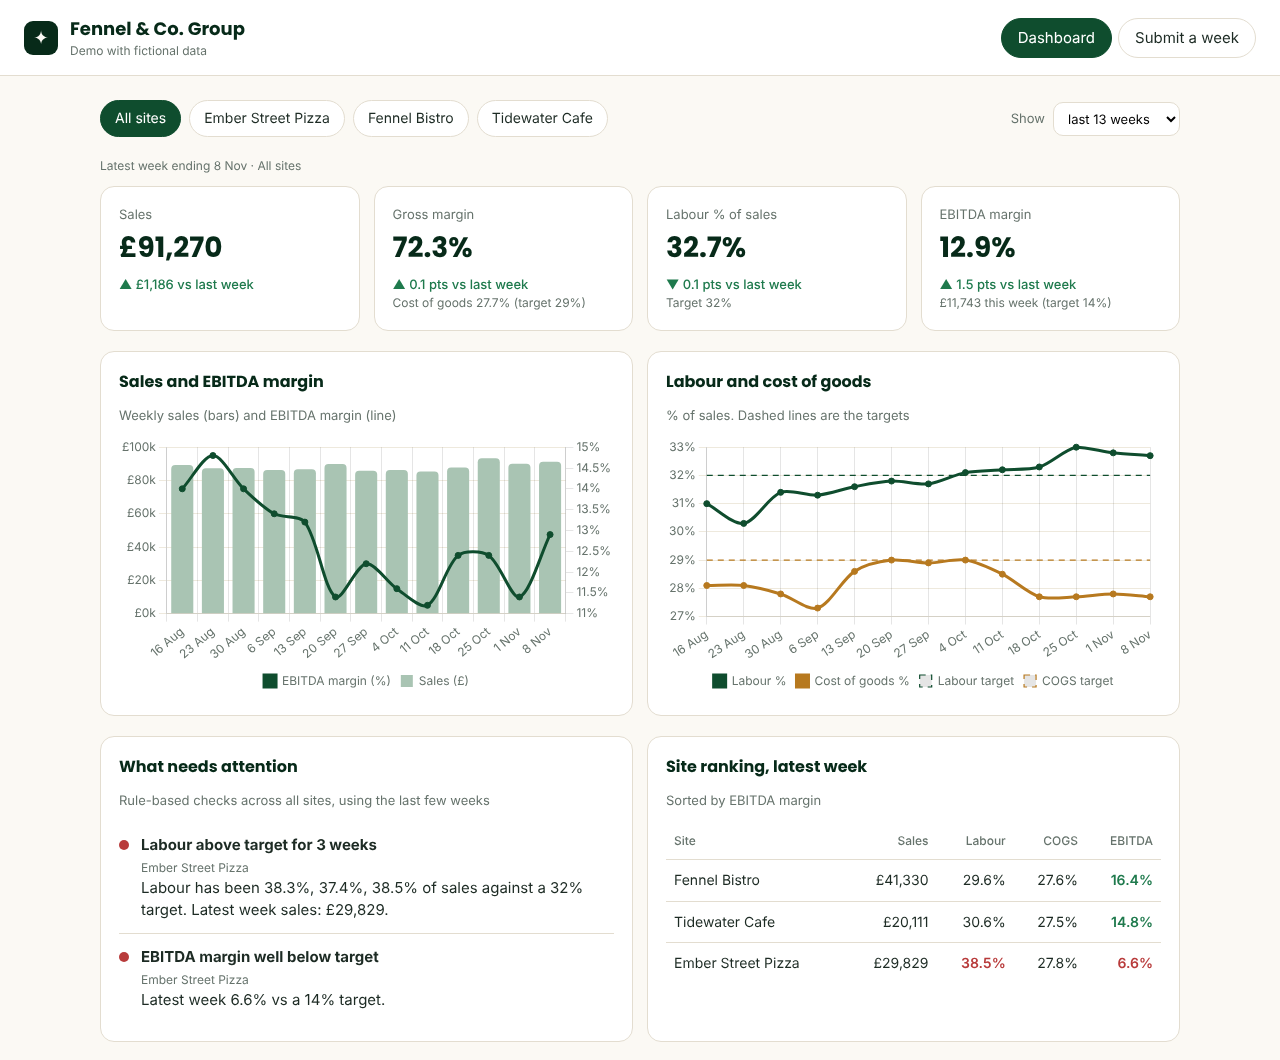 ✦
Fennel & Co. Group
Demo with fictional data
Dashboard
Submit a week
All sites
Ember Street Pizza
Fennel Bistro
Tidewater Cafe
Show
last 13 weeks
Latest week ending 8 Nov · All sites
Sales
£91,270
▲ £1,186 vs last week
Gross margin
72.3%
▲ 0.1 pts vs last week
Cost of goods 27.7% (target 29%)
Labour % of sales
32.7%
▼ 0.1 pts vs last week
Target 32%
EBITDA margin
12.9%
▲ 1.5 pts vs last week
£11,743 this week (target 14%)
Sales and EBITDA margin
Weekly sales (bars) and EBITDA margin (line)
£100k
£80k
£60k
£40k
£20k
£0k
15%
14.5%
14%
13.5%
13%
12.5%
12%
11.5%
11%
16 Aug
23 Aug
30 Aug
6 Sep
13 Sep
20 Sep
27 Sep
4 Oct
11 Oct
18 Oct
25 Oct
1 Nov
8 Nov
EBITDA margin (%)
Sales (£)
Labour and cost of goods
% of sales. Dashed lines are the targets
33%
32%
31%
30%
29%
28%
27%
16 Aug
23 Aug
30 Aug
6 Sep
13 Sep
20 Sep
27 Sep
4 Oct
11 Oct
18 Oct
25 Oct
1 Nov
8 Nov
Labour %
Cost of goods %
Labour target
COGS target
What needs attention
Rule-based checks across all sites, using the last few weeks
Labour above target for 3 weeks
Ember Street Pizza
Labour has been 38.3%, 37.4%, 38.5% of sales against a 32%
target. Latest week sales: £29,829.
EBITDA margin well below target
Ember Street Pizza
Latest week 6.6% vs a 14% target.
Site ranking, latest week
Sorted by EBITDA margin
Site Sales Labour COGS EBITDA
Fennel Bistro £41,330 29.6% 27.6% 16.4%
Tidewater Cafe £20,111 30.6% 27.5% 14.8%
Ember Street Pizza £29,829 38.5% 27.8% 6.6%